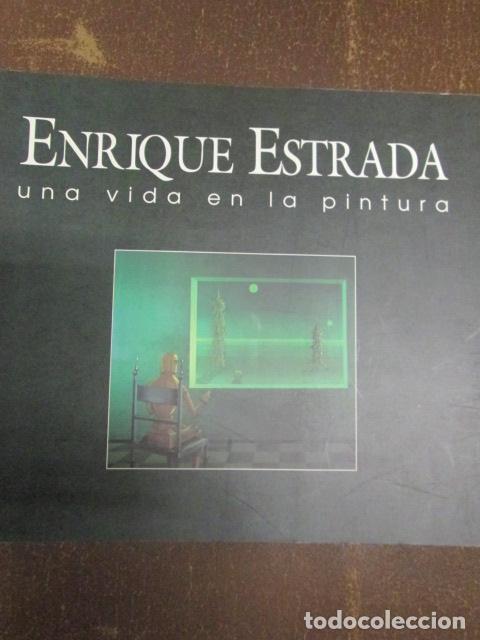 ENRIQUE ESTRADA
una vida en la pintura
todocoleccion